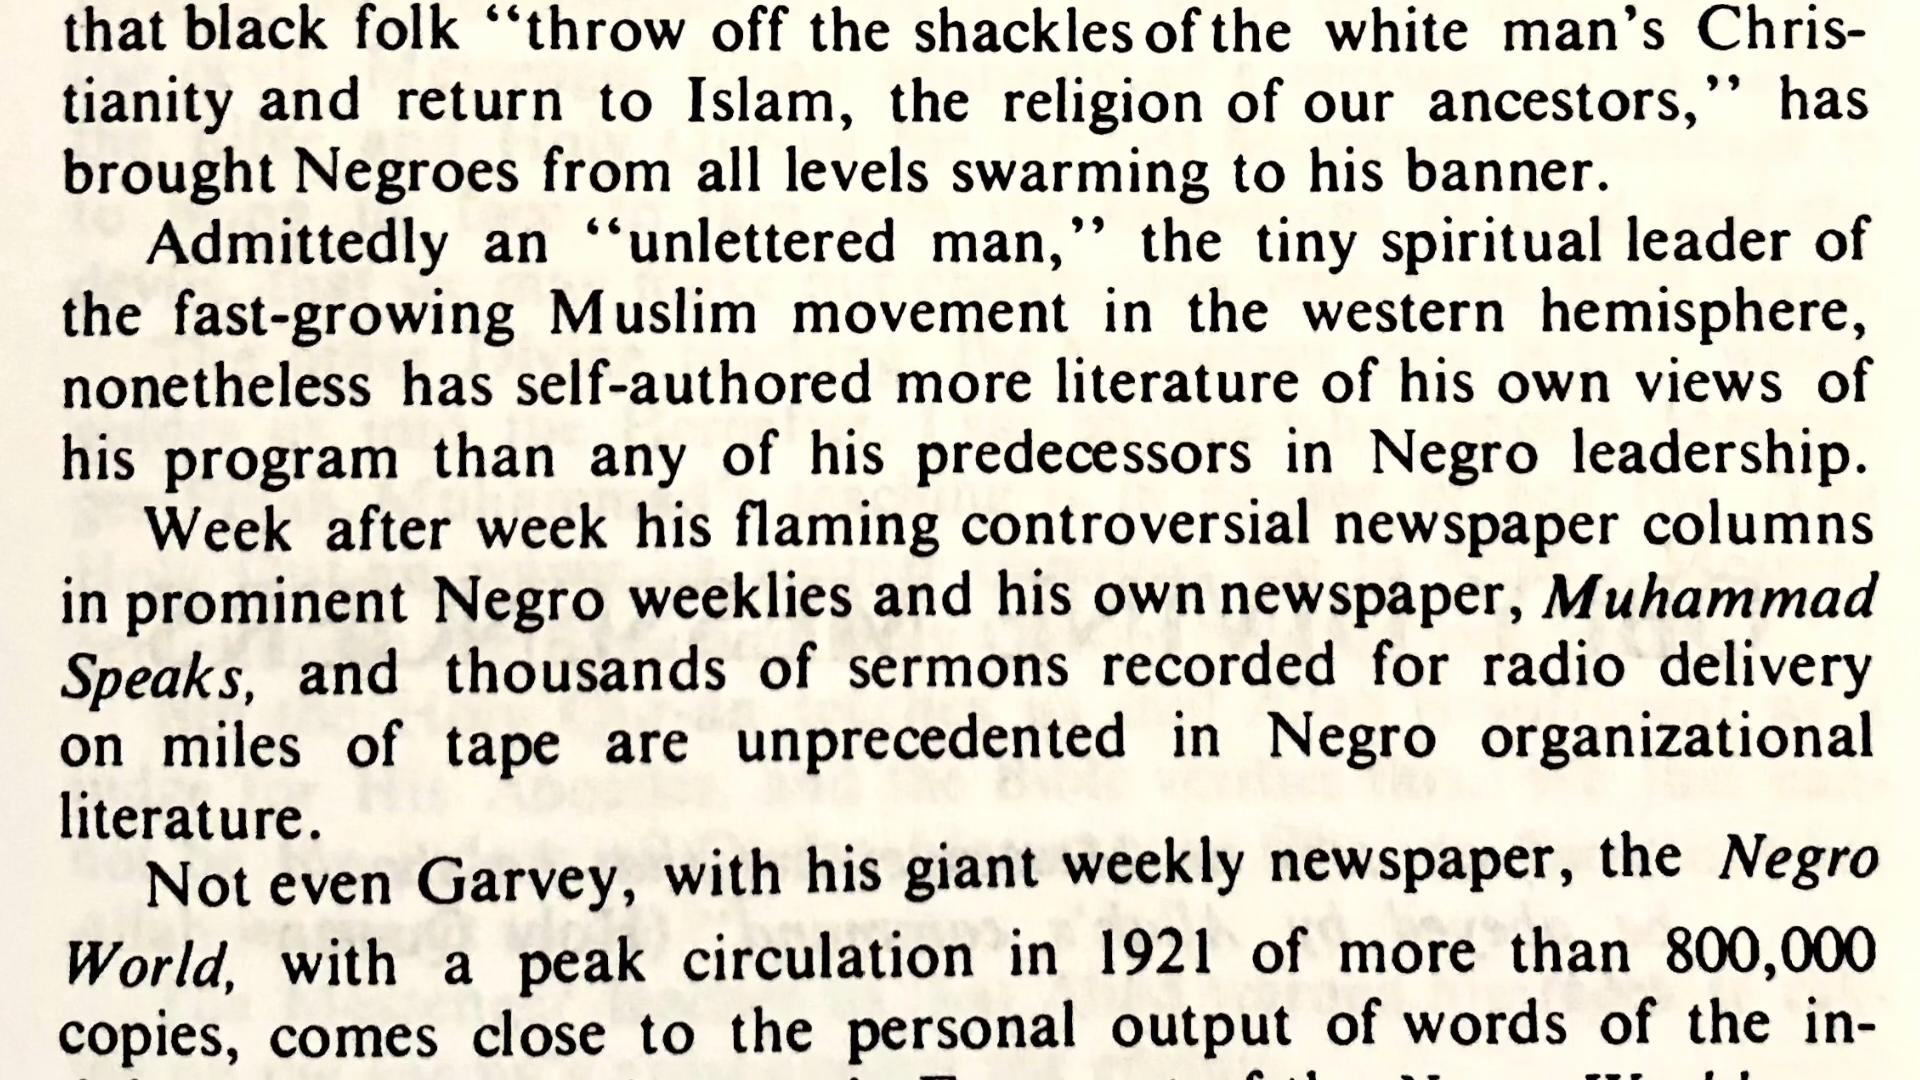 that black folk “throw off the shackles of the white man’s Chris-
tianity and return to Islam, the religion of our ancestors,” has
brought Negroes from all levels swarming to his banner.
Admittedly an “unlettered man,” the tiny spiritual leader of
the fast-growing Muslim movement in the western hemisphere,
nonetheless has self-authored more literature of his own views of
his program than any of his predecessors in Negro leadership.
Week after week his flaming controversial newspaper columns
in prominent Negro weeklies and his own newspaper, Muhammad
Speaks, and thousands of sermons recorded for radio delivery
on miles of tape are unprecedented in Negro organizational
literature.
Not even Garvey, with his giant weekly newspaper, the Negro
World, with a peak circulation in 1921 of more than 800,000
copies, comes close to the personal output of words of the in-